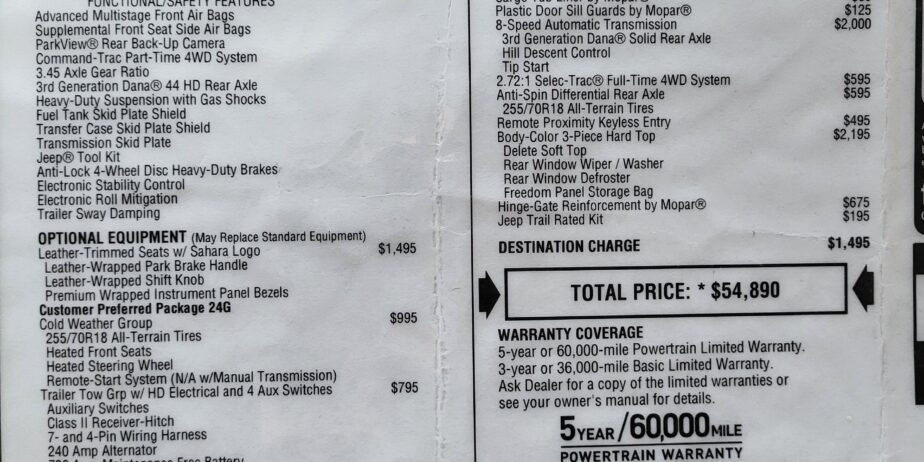 FUNCTIONAL/SAFETY FEATURES
Advanced Multistage Front Air Bags
Supplemental Front Seat Side Air Bags
ParkView® Rear Back-Up Camera
Command-Trac Part-Time 4WD System
3.45 Axle Gear Ratio
3rd Generation Dana® 44 HD Rear Axle
Heavy-Duty Suspension with Gas Shocks
Fuel Tank Skid Plate Shield
Transfer Case Skid Plate Shield
Transmission Skid Plate
Jeep® Tool Kit
Anti-Lock 4-Wheel Disc Heavy-Duty Brakes
Electronic Stability Control
Electronic Roll Mitigation
Trailer Sway Damping
OPTIONAL EQUIPMENT (May Replace Standard Equipment)
Leather-Trimmed Seats w/ Sahara Logo $1,495
Leather-Wrapped Park Brake Handle
Leather-Wrapped Shift Knob
Premium Wrapped Instrument Panel Bezels
Customer Preferred Package 24G
Cold Weather Group $995
255/70R18 All-Terrain Tires
Heated Front Seats
Heated Steering Wheel
Remote-Start System (N/A w/Manual Transmission)
Trailer Tow Grp w/ HD Electrical and 4 Aux Switches $795
Auxiliary Switches
Class II Receiver-Hitch
7- and 4-Pin Wiring Harness
240 Amp Alternator
Maintenance Free Battery
by Mopar®
Plastic Door Sill Guards by Mopar® $125
8-Speed Automatic Transmission $2,000
3rd Generation Dana® Solid Rear Axle
Hill Descent Control
Tip Start
2.72:1 Selec-Trac® Full-Time 4WD System $595
Anti-Spin Differential Rear Axle $595
255/70R18 All-Terrain Tires
Remote Proximity Keyless Entry $495
Body-Color 3-Piece Hard Top $2,195
Delete Soft Top
Rear Window Wiper / Washer
Rear Window Defroster
Freedom Panel Storage Bag
Hinge-Gate Reinforcement by Mopar® $675
Jeep Trail Rated Kit $195
DESTINATION CHARGE $1,495
TOTAL PRICE: * $54,890
WARRANTY COVERAGE
5-year or 60,000-mile Powertrain Limited Warranty.
3-year or 36,000-mile Basic Limited Warranty.
Ask Dealer for a copy of the limited warranties or
see your owner's manual for details.
5YEAR/60,000MILE
POWERTRAIN WARRANTY